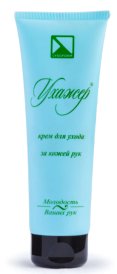 Ухажер®
крем для ухода
за кожей рук
Молодость
Ваших рук